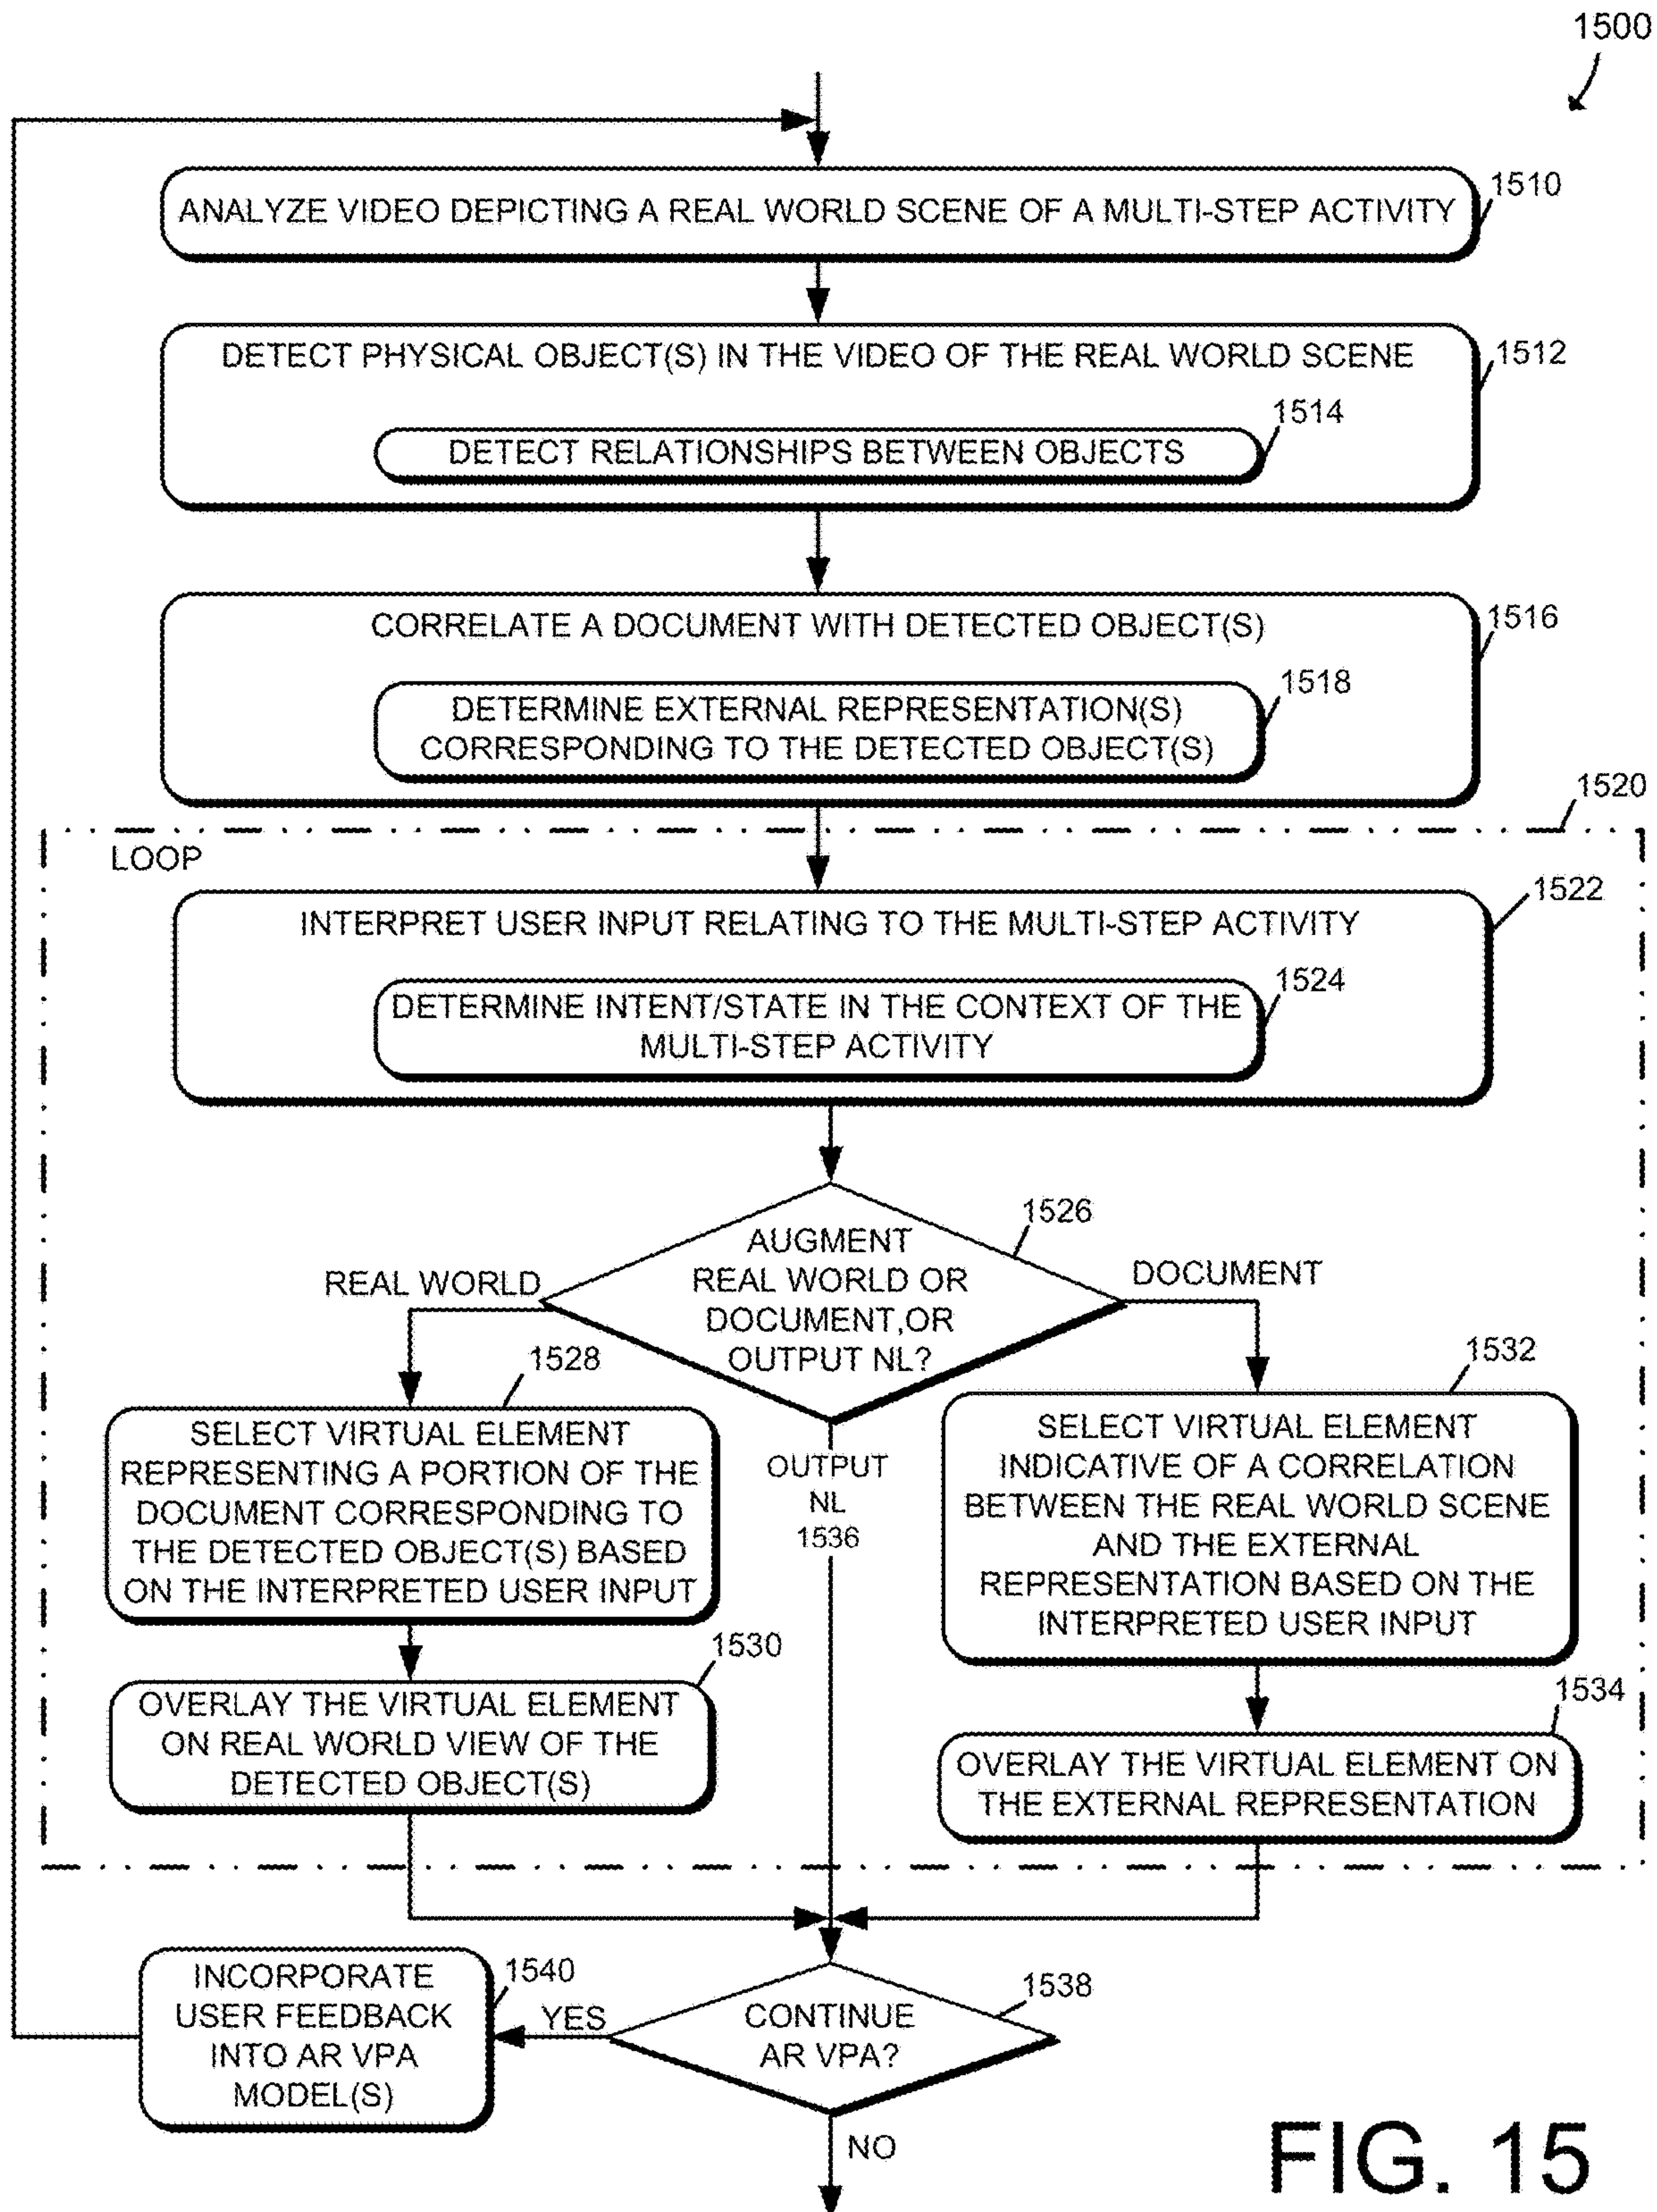 1500
ANALYZE VIDEO DEPICTING A REAL WORLD SCENE OF A MULTI-STEP ACTIVITY
1510
DETECT PHYSICAL OBJECT(S) IN THE VIDEO OF THE REAL WORLD SCENE
1512
1514
DETECT RELATIONSHIPS BETWEEN OBJECTS
CORRELATE A DOCUMENT WITH DETECTED OBJECT(S)
1516
1518
DETERMINE EXTERNAL REPRESENTATION(S)
CORRESPONDING TO THE DETECTED OBJECT(S)
1520
LOOP
1522
INTERPRET USER INPUT RELATING TO THE MULTI-STEP ACTIVITY
1524
DETERMINE INTENT/STATE IN THE CONTEXT OF THE
MULTI-STEP ACTIVITY
1526
AUGMENT
REAL WORLD OR
DOCUMENT,OR
OUTPUT NL?
REAL WORLD
DOCUMENT
1528
SELECT VIRTUAL ELEMENT
REPRESENTING A PORTION OF THE
DOCUMENT CORRESPONDING TO
THE DETECTED OBJECT(S) BASED
ON THE INTERPRETED USER INPUT
OUTPUT
NL
1536
1532
SELECT VIRTUAL ELEMENT
INDICATIVE OF A CORRELATION
BETWEEN THE REAL WORLD SCENE
AND THE EXTERNAL
REPRESENTATION BASED ON THE
INTERPRETED USER INPUT
1530
OVERLAY THE VIRTUAL ELEMENT
ON REAL WORLD VIEW OF THE
DETECTED OBJECT(S)
1534
OVERLAY THE VIRTUAL ELEMENT ON
THE EXTERNAL REPRESENTATION
1540
INCORPORATE
USER FEEDBACK
INTO AR VPA
MODEL(S)
YES
1538
CONTINUE
AR VPA?
NO
FIG. 15